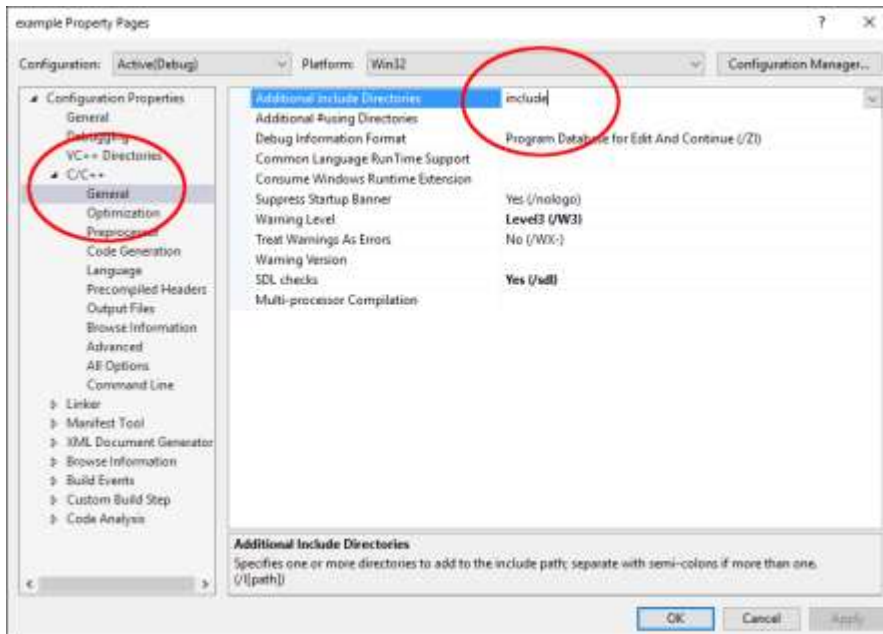 example Property Pages
? ×
Configuration: Active(Debug) Platform: Win32 Configuration Manager...
Configuration Properties
General
Debugging
VC++ Directories
C/C++
General
Optimization
Preprocessor
Code Generation
Language
Precompiled Headers
Output Files
Browse Information
Advanced
All Options
Command Line
Linker
Manifest Tool
XML Document Generator
Browse Information
Build Events
Custom Build Step
Code Analysis
Additional Include Directories include
Additional #using Directories
Debug Information Format Program Database for Edit And Continue (/ZI)
Common Language RunTime Support
Consume Windows Runtime Extension
Suppress Startup Banner Yes (/nologo)
Warning Level Level3 (/W3)
Treat Warnings As Errors No (/WX-)
Warning Version
SDL checks Yes (/sdl)
Multi-processor Compilation
Additional Include Directories
Specifies one or more directories to add to the include path; separate with semi-colons if more than one.
(/I[path])
OK Cancel Apply